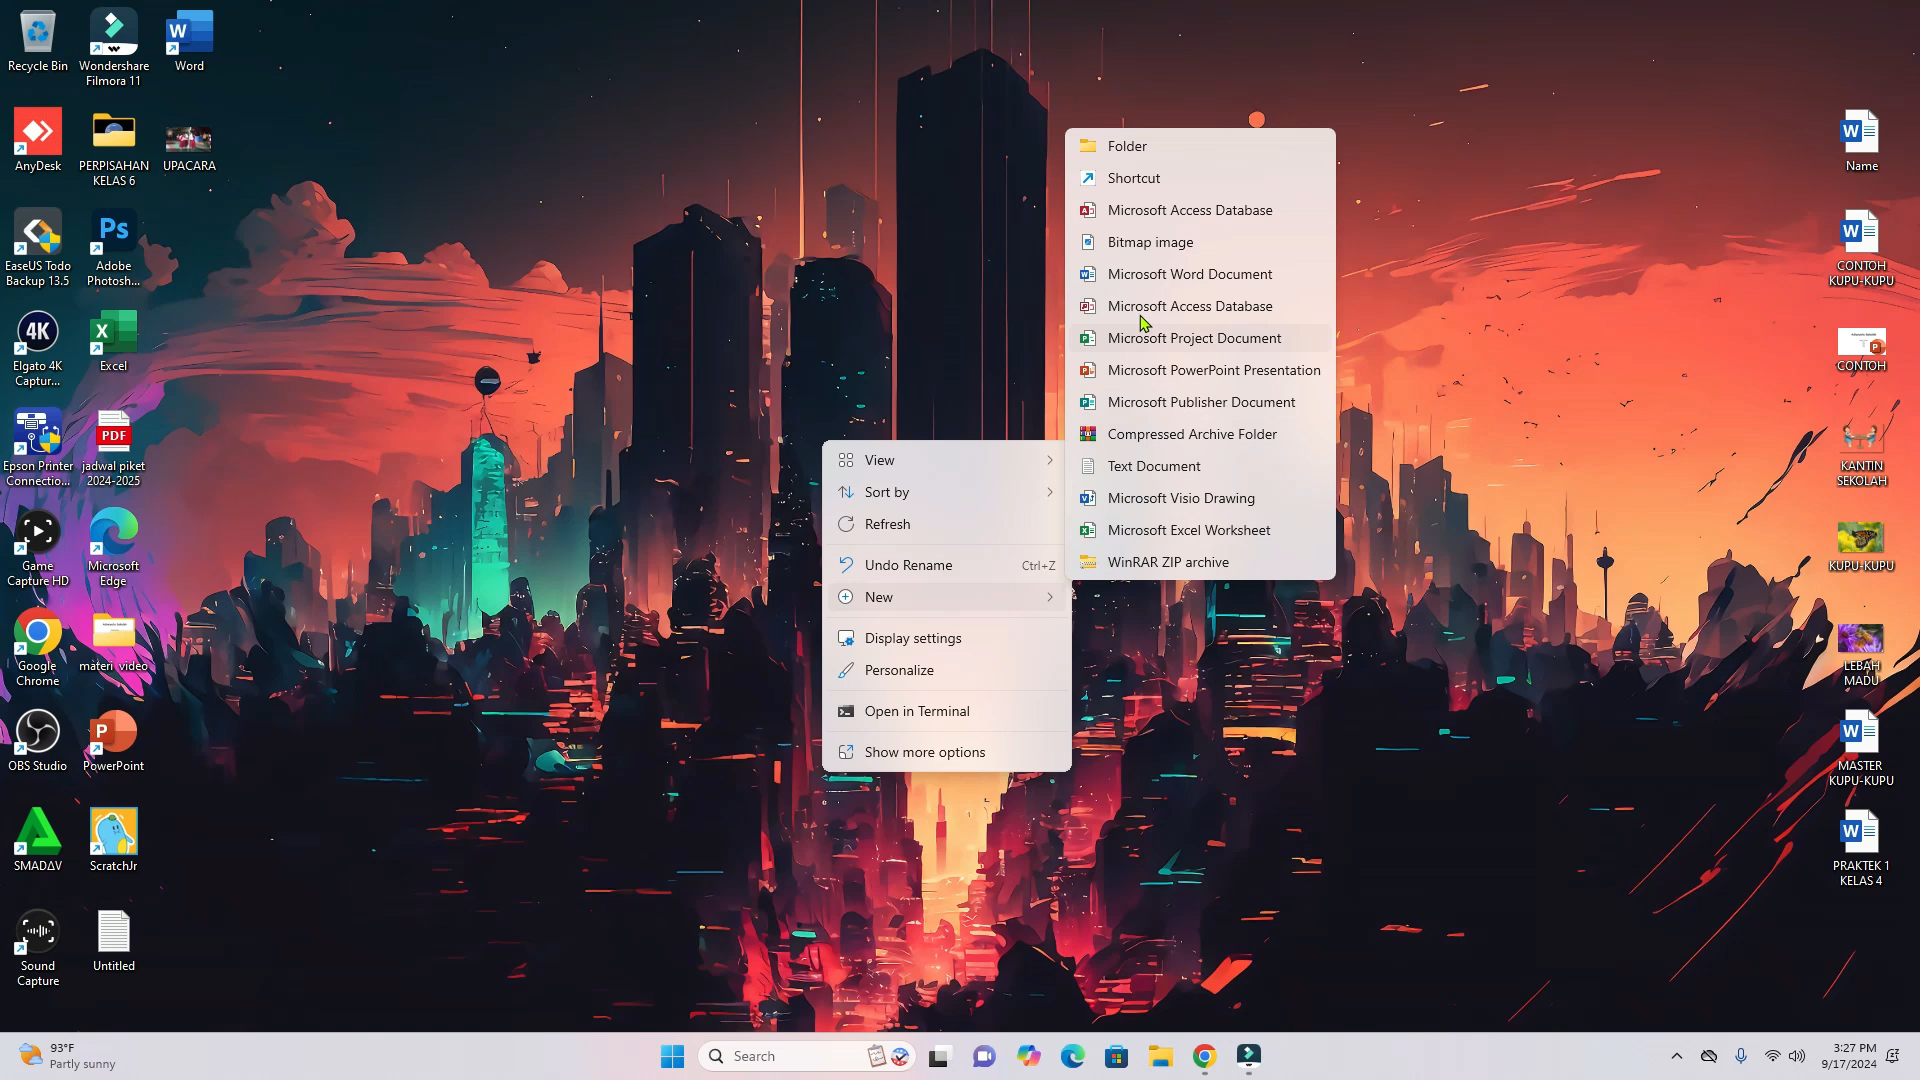 Recycle Bin
Wondershare
Filmora 11
Word
AnyDesk
PERPISAHAN
KELAS 6
UPACARA
EaseUS Todo
Backup 13.5
Ps
Adobe
Photosh...
4K
Elgato 4K
Captur...
Excel
Epson Printer
Connectio...
PDF
jadwal piket
2024-2025
Game
Capture HD
Microsoft
Edge
Google
Chrome
materi video
OBS Studio
PowerPoint
SMADΔV
ScratchJr
Sound
Capture
Untitled
View
Sort by
Refresh
Undo Rename Ctrl+Z
New
Display settings
Personalize
Open in Terminal
Show more options
Folder
Shortcut
Microsoft Access Database
Bitmap image
Microsoft Word Document
Microsoft Access Database
Microsoft Project Document
Microsoft PowerPoint Presentation
Microsoft Publisher Document
Compressed Archive Folder
Text Document
Microsoft Visio Drawing
Microsoft Excel Worksheet
WinRAR ZIP archive
Name
CONTOH
KUPU-KUPU
CONTOH
KANTIN
SEKOLAH
KUPU-KUPU
LEBAH
MADU
MASTER
KUPU-KUPU
PRAKTEK 1
KELAS 4
93°F
Partly sunny
Search
3:27 PM
9/17/2024